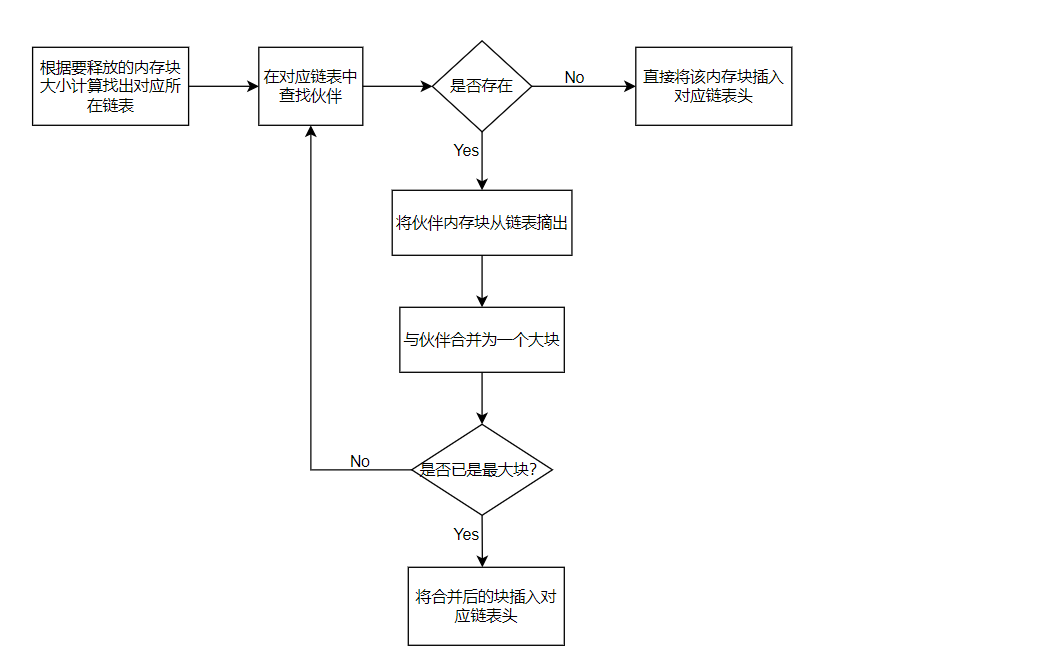 根据要释放的内存块
大小计算找出对应所
在链表
在对应链表中
查找伙伴
是否存在
No
直接将该内存块插入
对应链表头
Yes
将伙伴内存块从链表摘出
与伙伴合并为一个大块
No
是否已是最大块?
Yes
将合并后的块插入对
应链表头